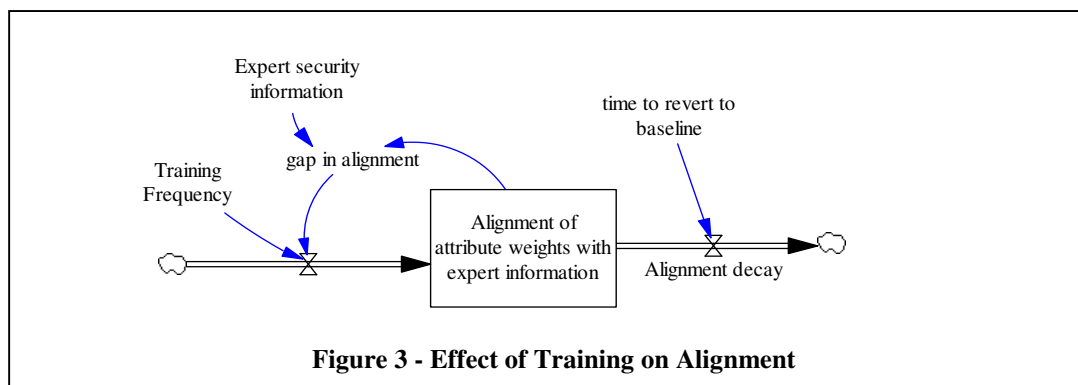 Expert security
information
time to revert to
baseline
gap in alignment
Training
Frequency
Alignment of
attribute weights with
expert information
Alignment decay
Figure 3 - Effect of Training on Alignment